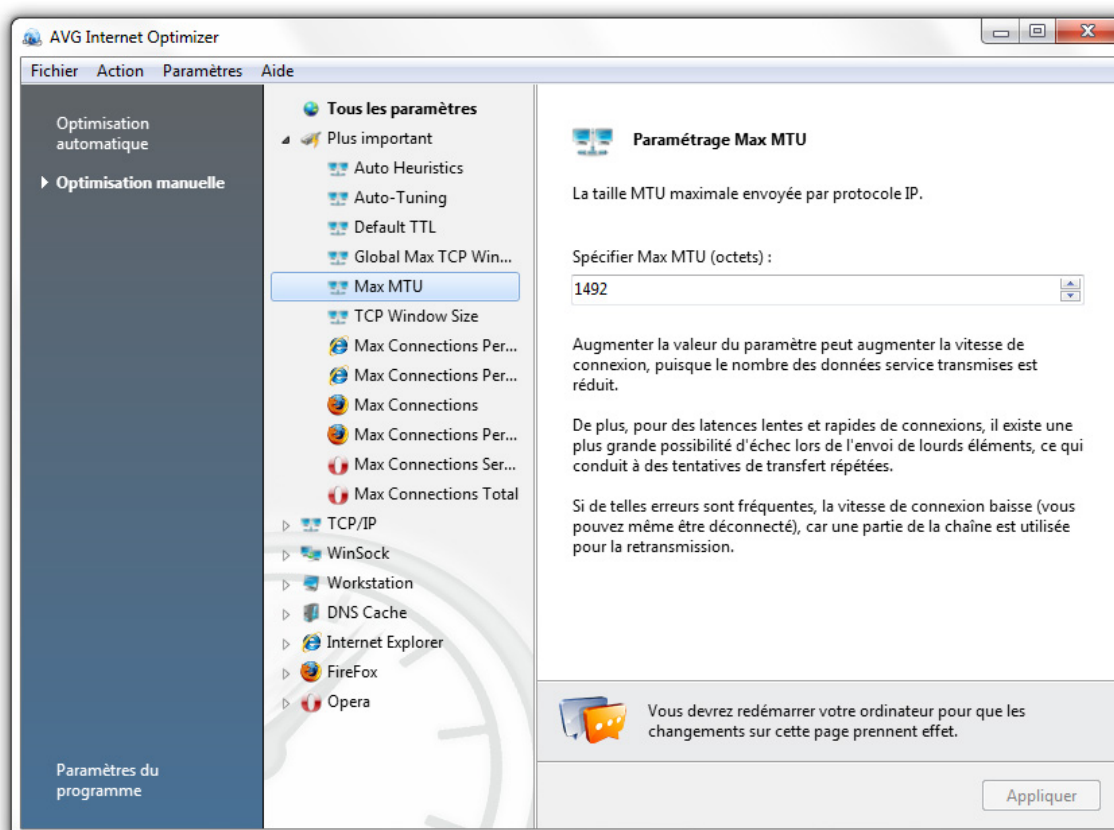 AVG Internet Optimizer
Fichier Action Paramètres Aide
Optimisation
automatique
Optimisation manuelle
Paramètres du
programme
Tous les paramètres
Plus important
Auto Heuristics
Auto-Tuning
Default TTL
Global Max TCP Win...
Max MTU
TCP Window Size
Max Connections Per...
Max Connections Per...
Max Connections
Max Connections Per...
Max Connections Ser...
Max Connections Total
TCP/IP
WinSock
Workstation
DNS Cache
Internet Explorer
FireFox
Opera
Paramétrage Max MTU
La taille MTU maximale envoyée par protocole IP.
Spécifier Max MTU (octets) :
1492
Augmenter la valeur du paramètre peut augmenter la vitesse de
connexion, puisque le nombre des données service transmises est
réduit.
De plus, pour des latences lentes et rapides de connexions, il existe une
plus grande possibilité d'échec lors de l'envoi de lourds éléments, ce qui
conduit à des tentatives de transfert répétées.
Si de telles erreurs sont fréquentes, la vitesse de connexion baisse (vous
pouvez même être déconnecté), car une partie de la chaîne est utilisée
pour la retransmission.
Vous devrez redémarrer votre ordinateur pour que les
changements sur cette page prennent effet.
Appliquer